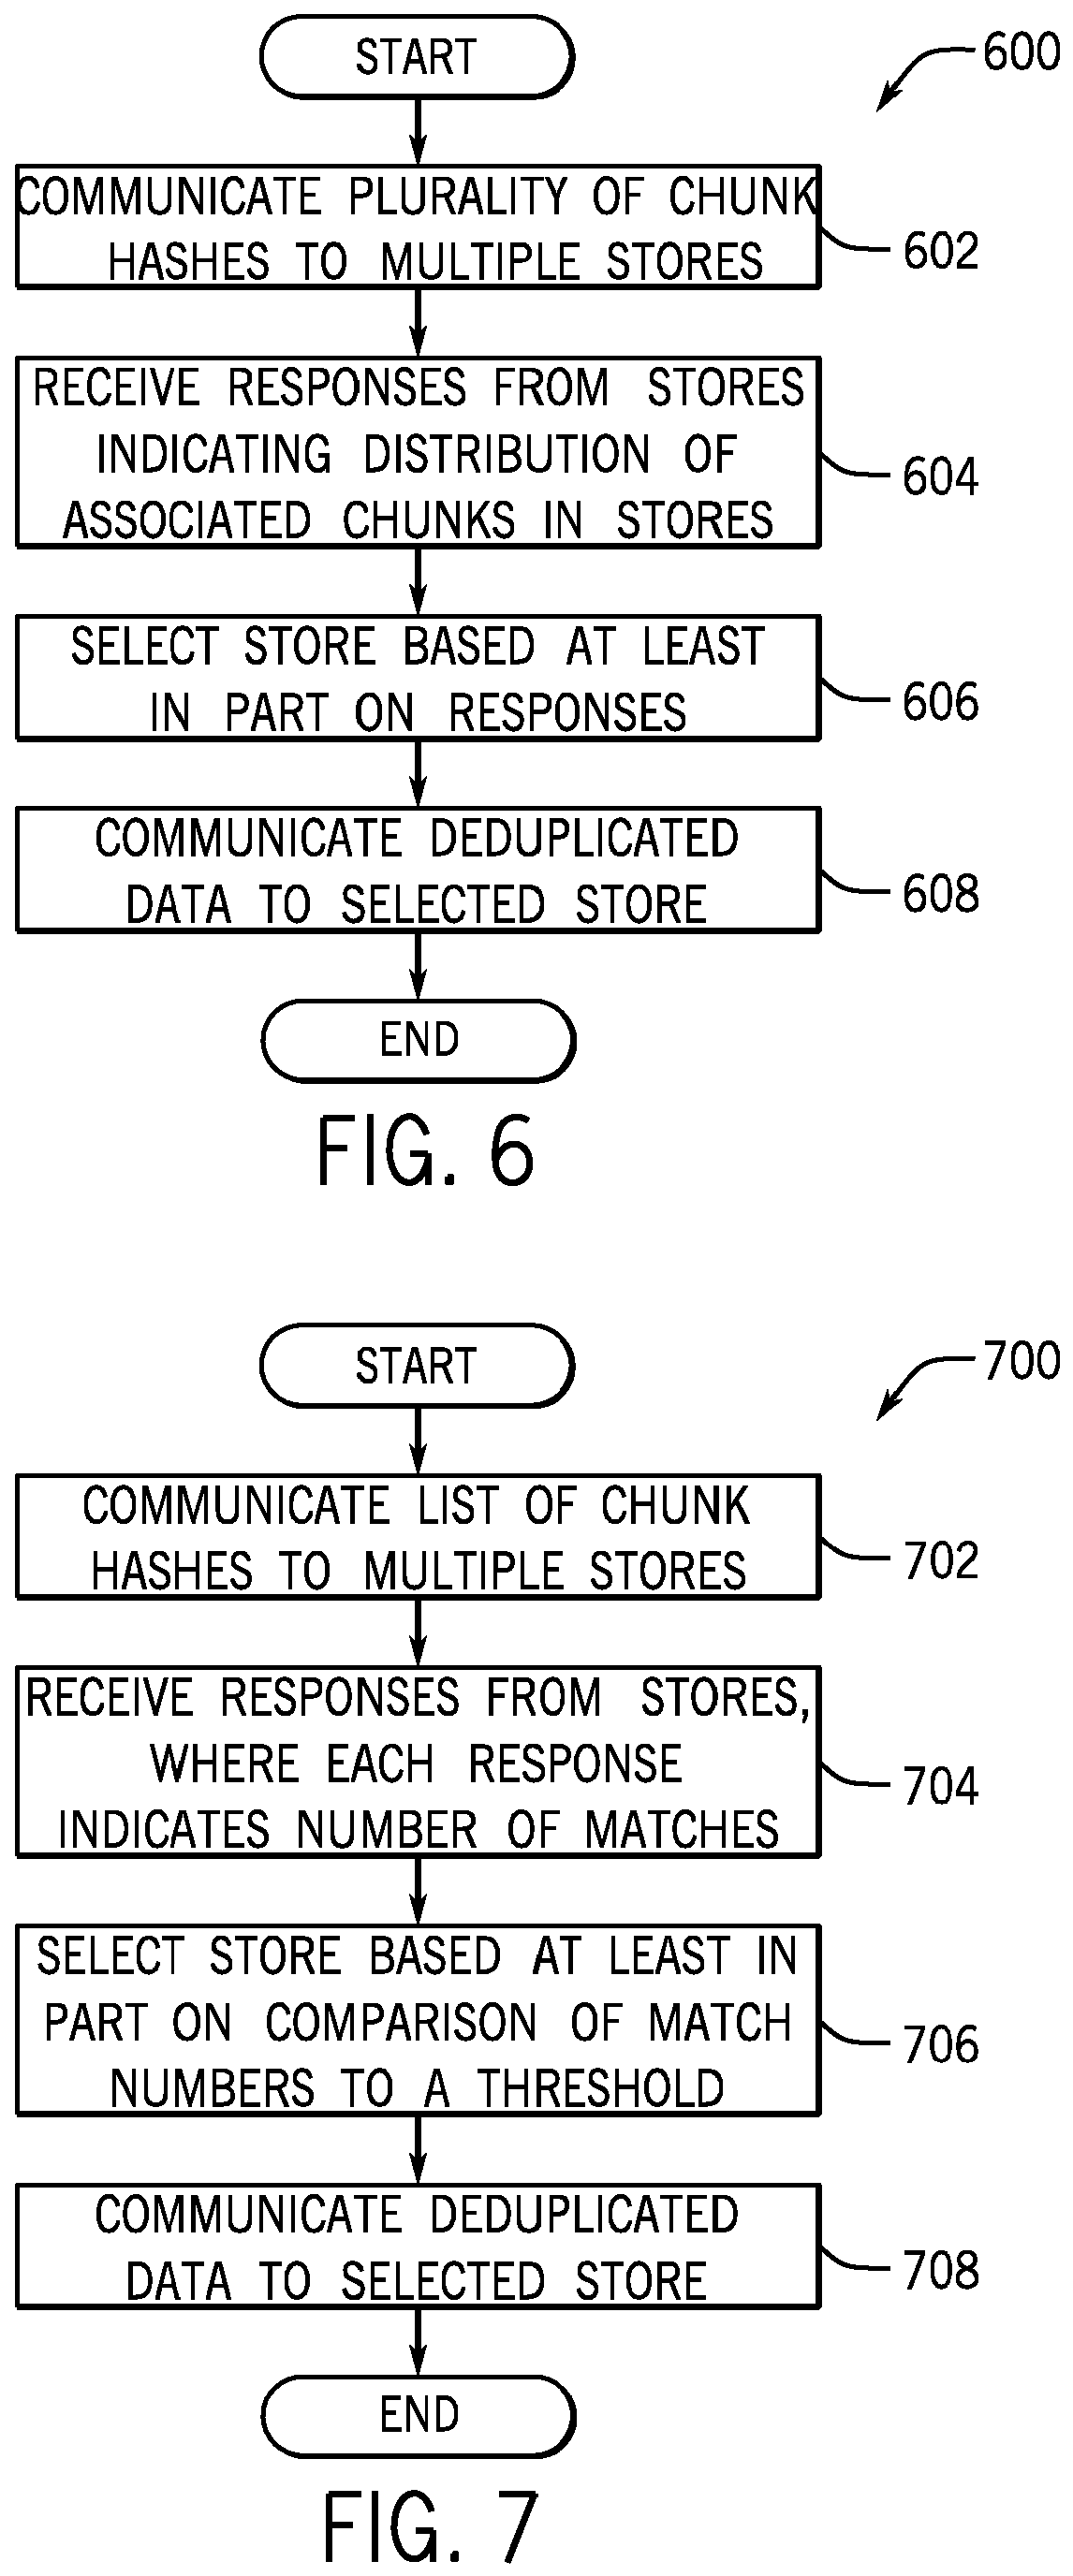 START
600
COMMUNICATE PLURALITY OF CHUNK
HASHES TO MULTIPLE STORES
602
RECEIVE RESPONSES FROM STORES
INDICATING DISTRIBUTION OF
ASSOCIATED CHUNKS IN STORES
604
SELECT STORE BASED AT LEAST
IN PART ON RESPONSES
606
COMMUNICATE DEDUPLICATED
DATA TO SELECTED STORE
608
END
FIG. 6
START
700
COMMUNICATE LIST OF CHUNK
HASHES TO MULTIPLE STORES
702
RECEIVE RESPONSES FROM STORES,
WHERE EACH RESPONSE
INDICATES NUMBER OF MATCHES
704
SELECT STORE BASED AT LEAST IN
PART ON COMPARISON OF MATCH
NUMBERS TO A THRESHOLD
706
COMMUNICATE DEDUPLICATED
DATA TO SELECTED STORE
708
END
FIG. 7